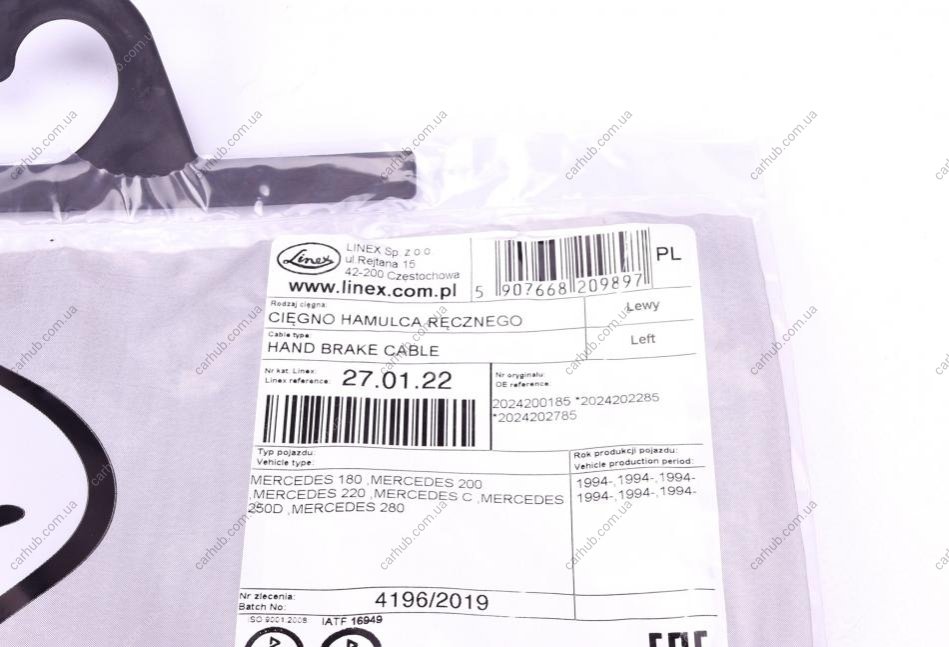 Linex
LINEX Sp. z o.o.
ul.Rejtana 15
42-200 Częstochowa
www.linex.com.pl
5 907668 209897
PL
Rodzaj cięgna:
CIĘGNO HAMULCA RĘCZNEGO
Lewy
Cable type
HAND BRAKE CABLE
Left
Nr kat. Linex:
Linex reference:
27.01.22
Nr oryginału:
OE reference
2024200185 *2024202285
*2024202785
Typ pojazdu:
Vehicle type:
Rok produkcji pojazdu:
Vehicle production period:
MERCEDES 180 ,MERCEDES 200
,MERCEDES 220 ,MERCEDES C ,MERCEDES
250D ,MERCEDES 280
1994-,1994-,1994-
1994-,1994-,1994-
Nr zlecenia:
Batch No:
4196/2019
ISO 9001:2008
IATF 16949
carhub.com.ua